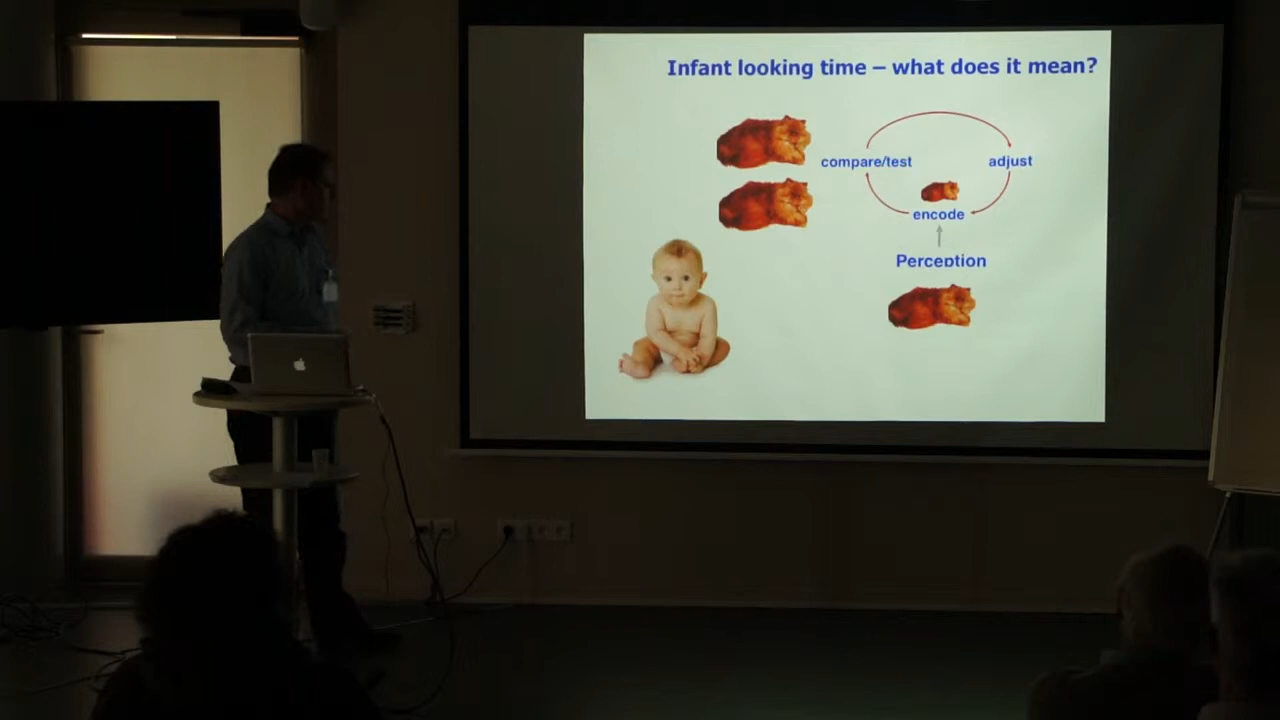 Infant looking time – what does it mean?
compare/test
adjust
encode
Perception